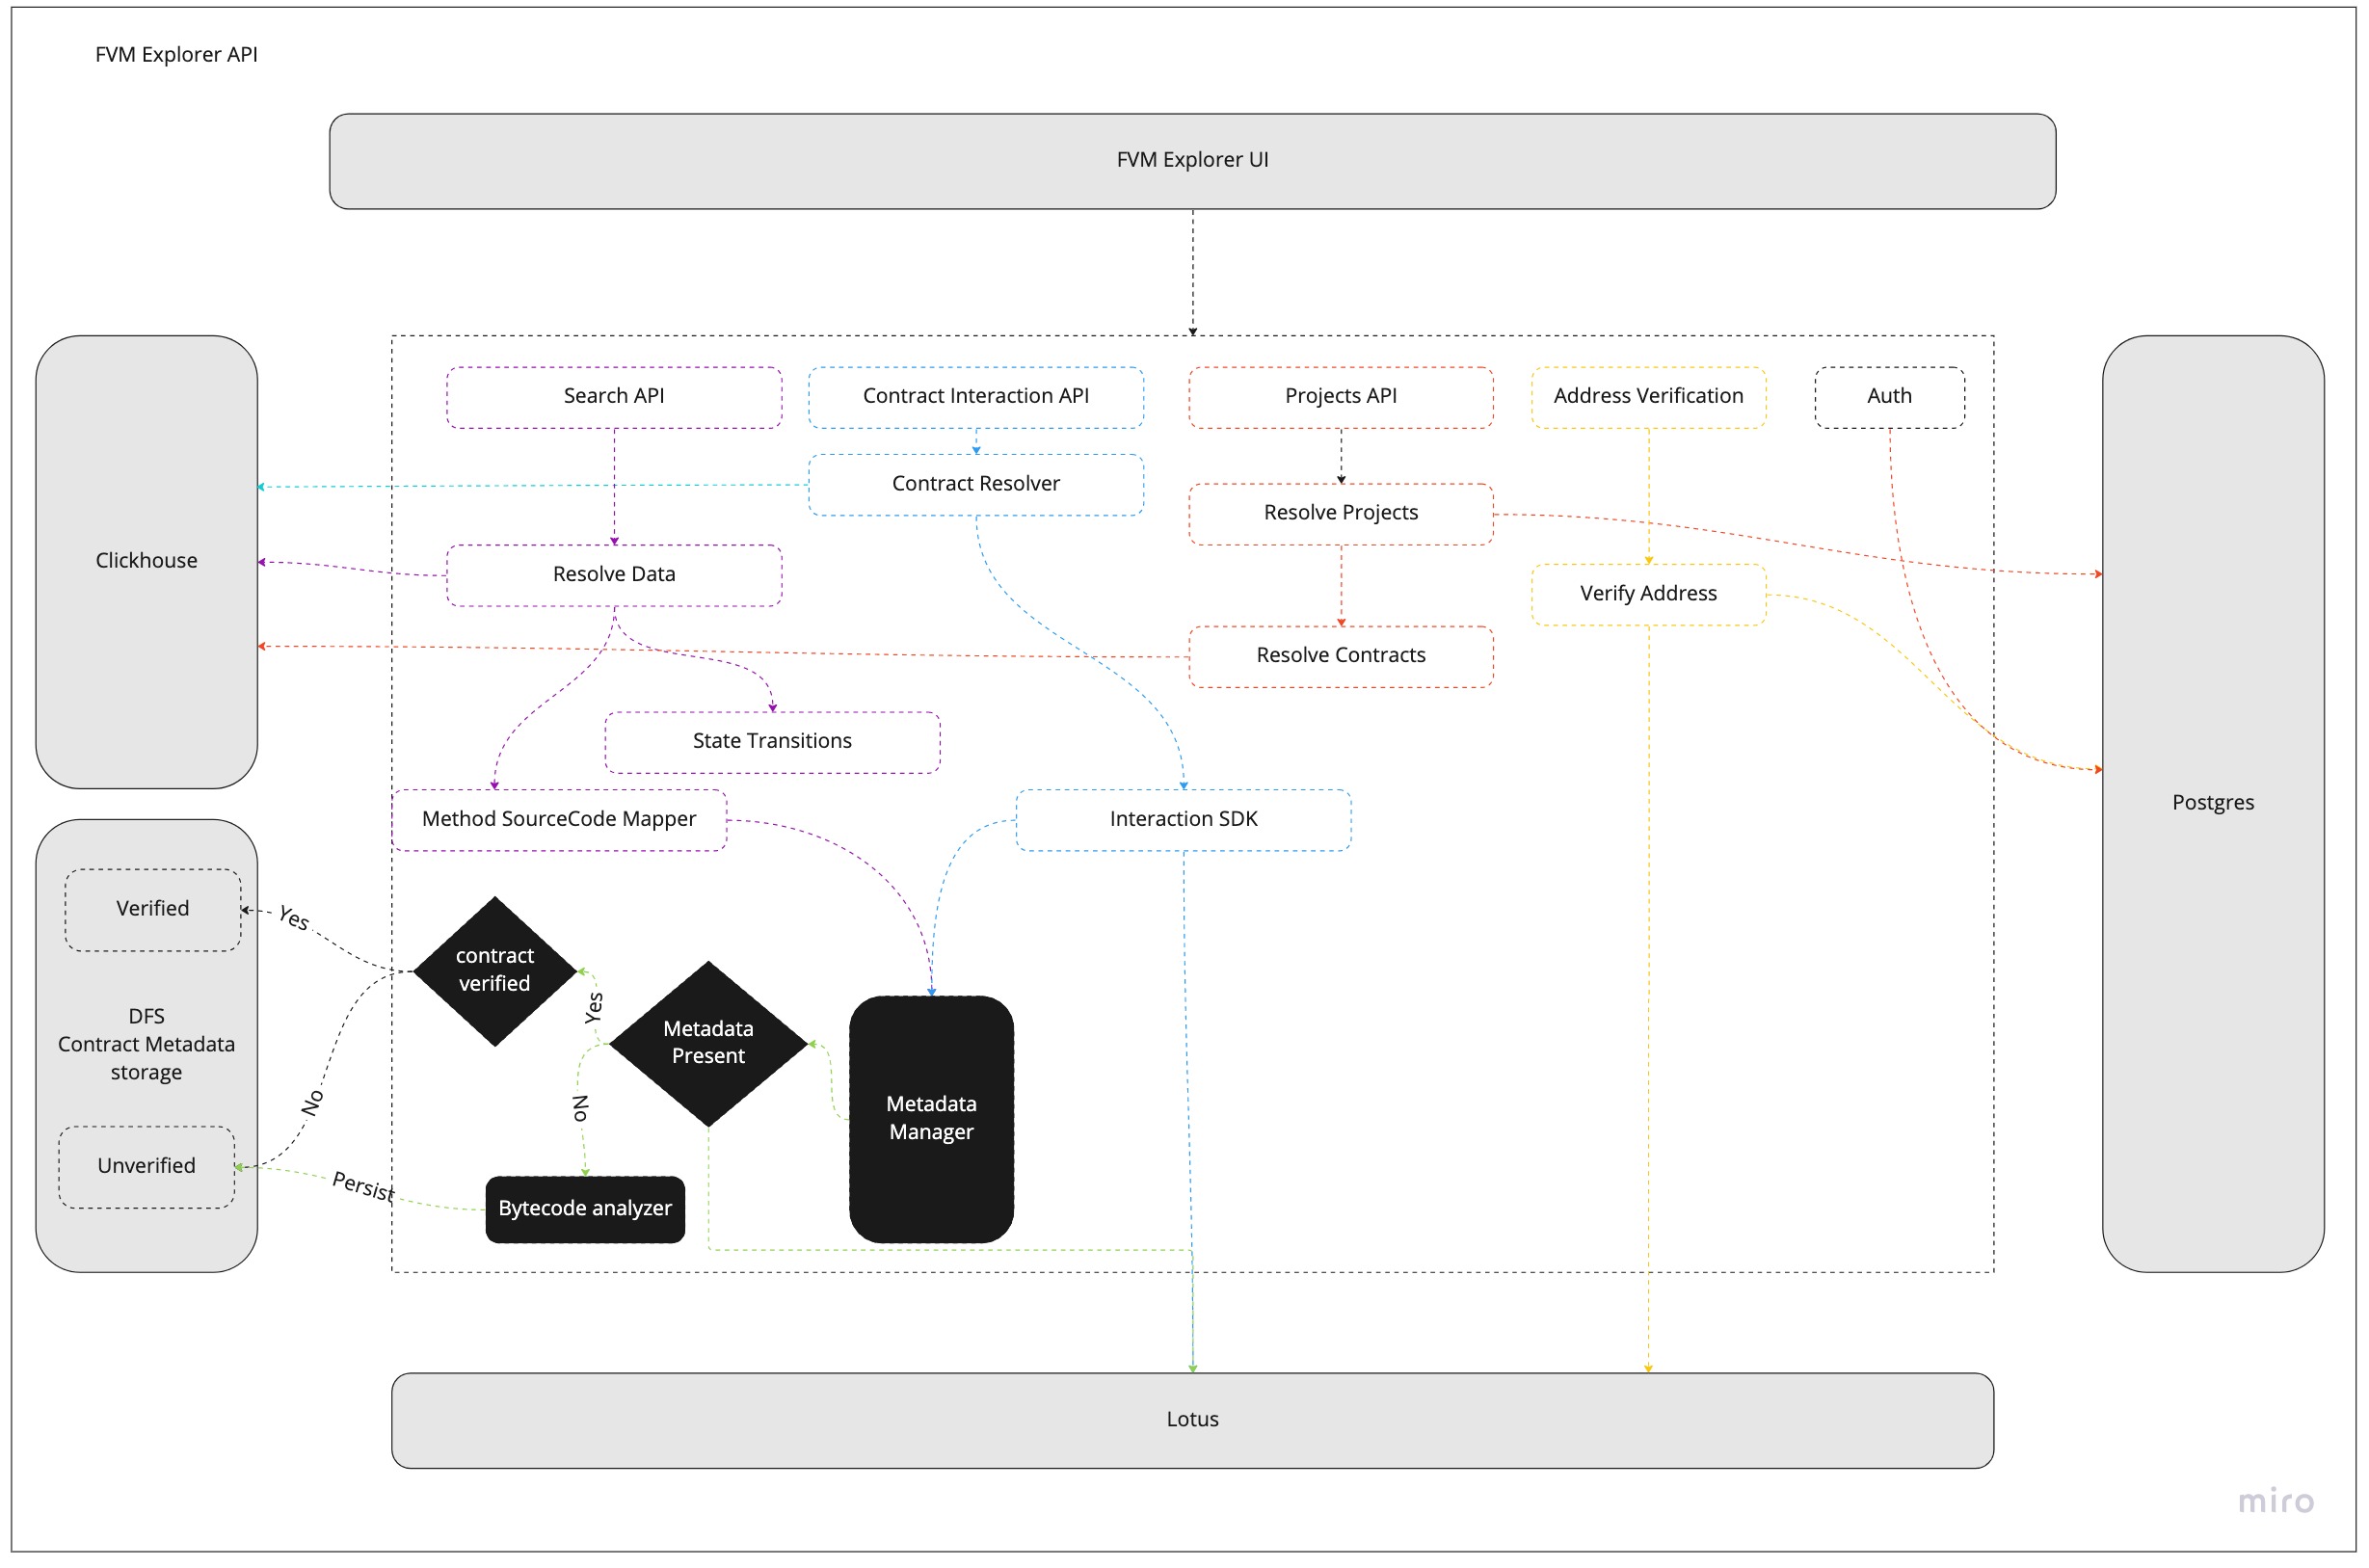 FVM Explorer API
FVM Explorer UI
Search API
Contract Interaction API
Projects API
Address Verification
Auth
Contract Resolver
Resolve Projects
Clickhouse
Resolve Data
Verify Address
Resolve Contracts
State Transitions
Postgres
Method SourceCode Mapper
Interaction SDK
Verified
Yes
contract
verified
DFS
Contract Metadata
storage
Yes
Metadata
Present
No
No
Metadata
Manager
Unverified
Persist
Bytecode analyzer
Lotus
miro